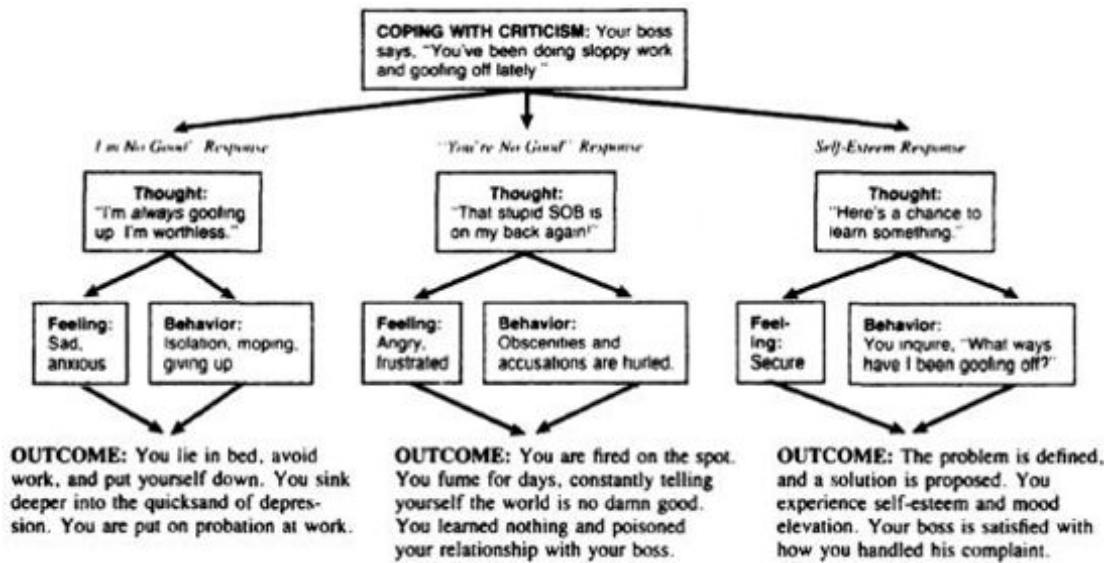 COPING WITH CRITICISM: Your boss
says, "You've been doing sloppy work
and goofing off lately"
I'm No Good" Response
"You're No Good" Response
Self-Esteem Response
Thought:
"I'm always goofing
up I'm worthless."
Thought:
"That stupid SOB is
on my back again!"
Thought:
"Here's a chance to
learn something."
Feeling:
Sad,
anxious
Behavior:
Isolation, moping,
giving up
Feeling:
Angry,
frustrated
Behavior:
Obscenities and
accusations are hurled.
Feel-
ing:
Secure
Behavior:
You inquire, "What ways
have I been goofing off?"
OUTCOME: You lie in bed, avoid
work, and put yourself down. You sink
deeper into the quicksand of depres-
sion. You are put on probation at work.
OUTCOME: You are fired on the spot.
You fume for days, constantly telling
yourself the world is no damn good.
You learned nothing and poisoned
your relationship with your boss.
OUTCOME: The problem is defined,
and a solution is proposed. You
experience self-esteem and mood
elevation. Your boss is satisfied with
how you handled his complaint.